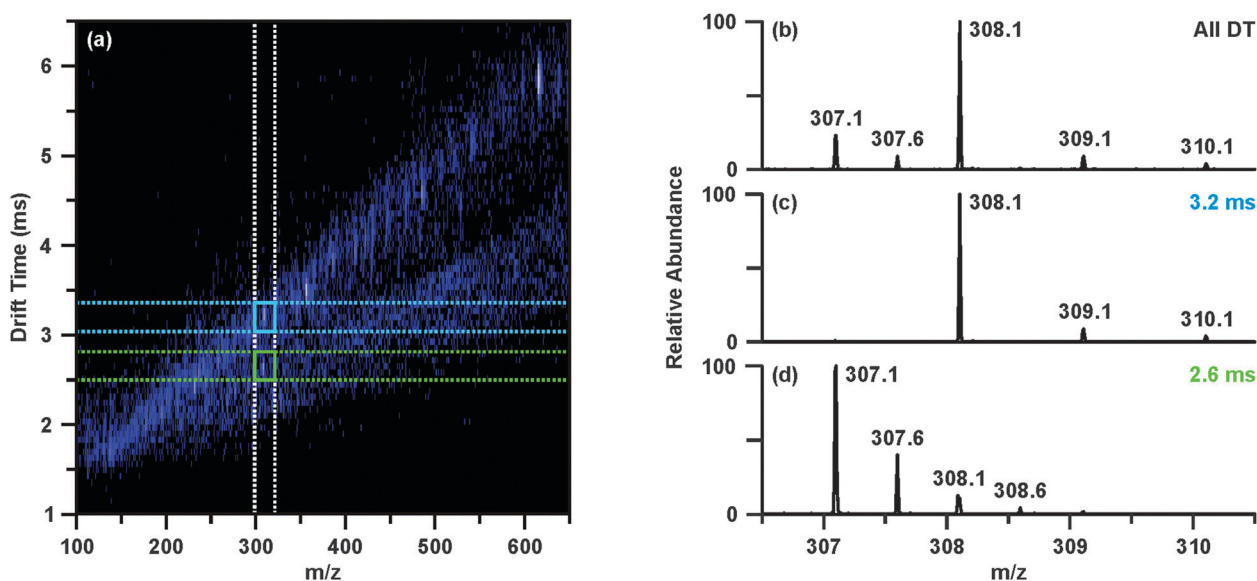 (a)
6
5
4
3
2
1
Drift Time (ms)
100 200 300 400 500 600
m/z
Relative Abundance
100
(b)
All DT
308.1
307.1
307.6
309.1
310.1
0
100
(c)
3.2 ms
308.1
309.1
310.1
0
100
(d)
2.6 ms
307.1
307.6
308.1
308.6
0
307 308 309 310
m/z